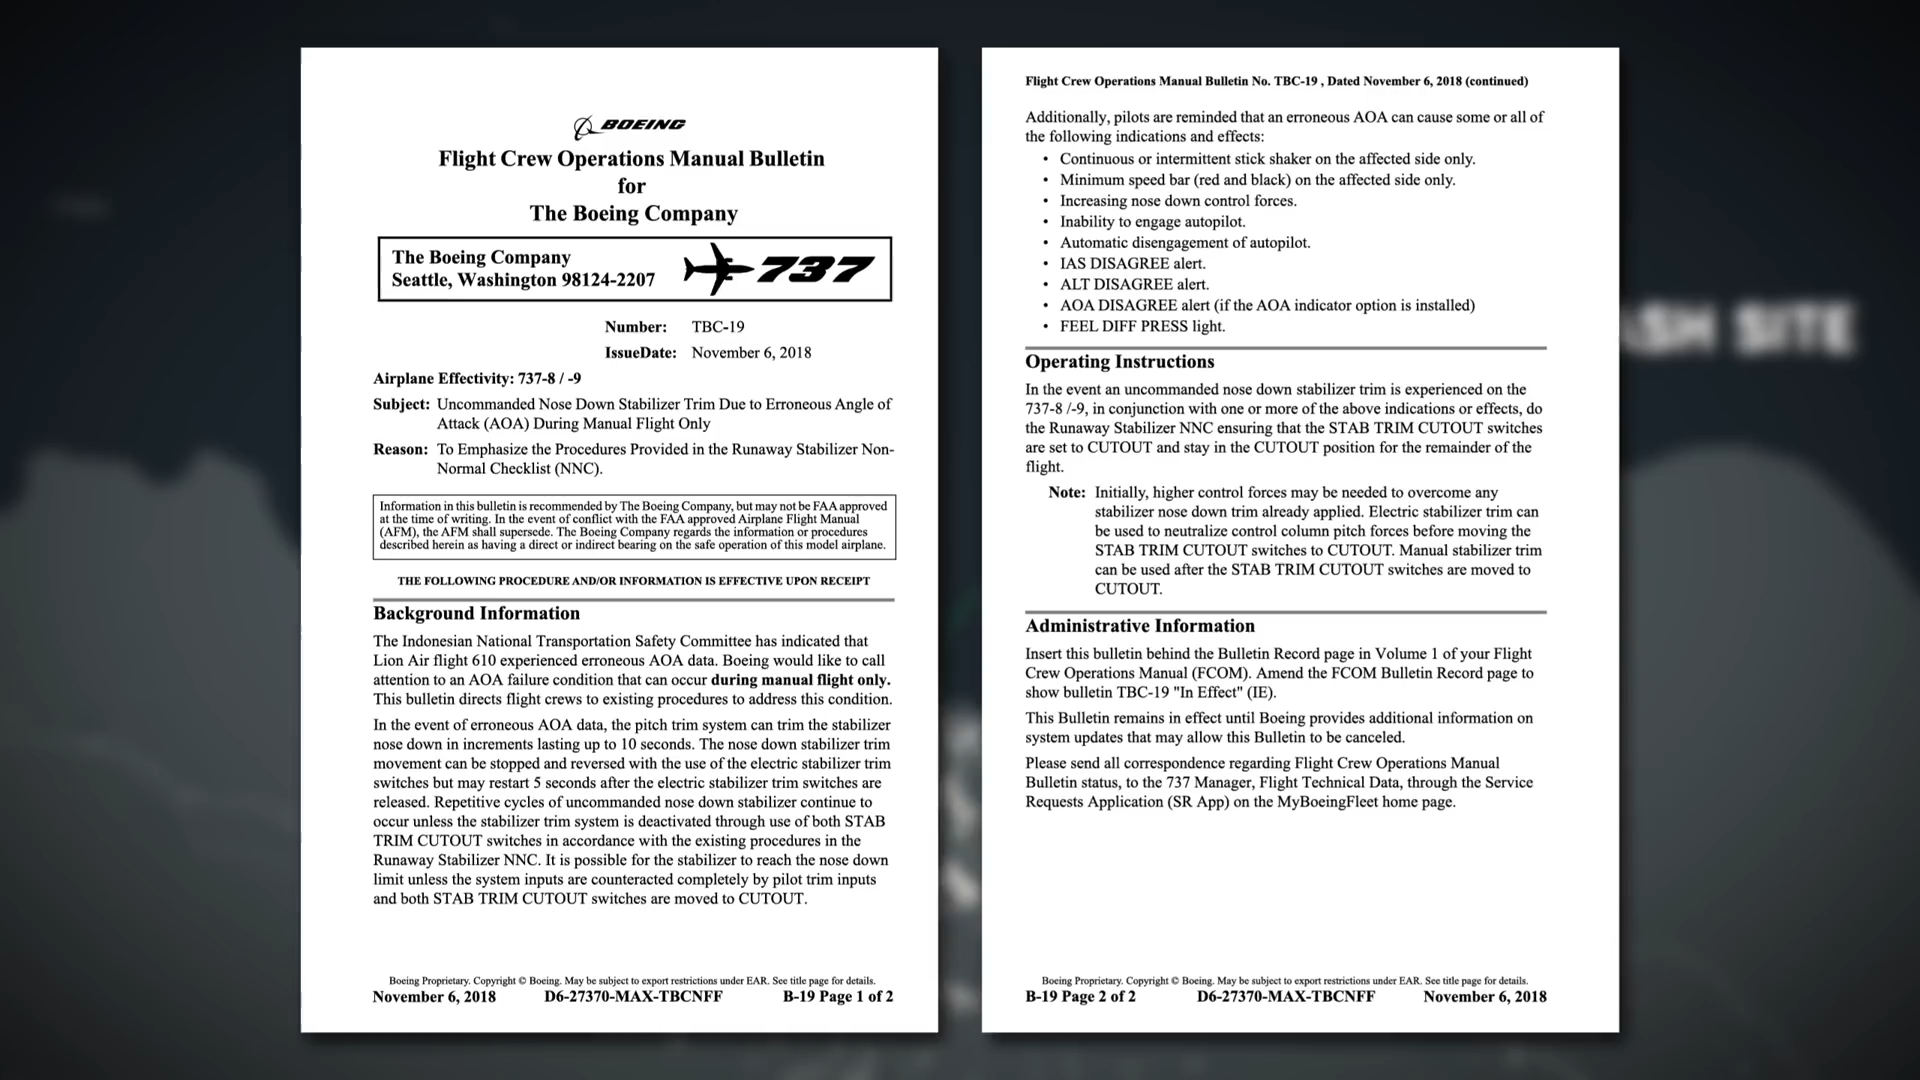 BOEING
Flight Crew Operations Manual Bulletin
for
The Boeing Company
The Boeing Company
Seattle, Washington 98124-2207
737
Number: TBC-19
IssueDate: November 6, 2018
Airplane Effectivity: 737-8 / -9
Subject: Uncommanded Nose Down Stabilizer Trim Due to Erroneous Angle of
Attack (AOA) During Manual Flight Only
Reason: To Emphasize the Procedures Provided in the Runaway Stabilizer Non-
Normal Checklist (NNC).
Information in this bulletin is recommended by The Boeing Company, but may not be FAA approved
at the time of writing. In the event of conflict with the FAA approved Airplane Flight Manual
(AFM), the AFM shall supersede. The Boeing Company regards the information or procedures
described herein as having a direct or indirect bearing on the safe operation of this model airplane.
THE FOLLOWING PROCEDURE AND/OR INFORMATION IS EFFECTIVE UPON RECEIPT
Background Information
The Indonesian National Transportation Safety Committee has indicated that
Lion Air flight 610 experienced erroneous AOA data. Boeing would like to call
attention to an AOA failure condition that can occur during manual flight only.
This bulletin directs flight crews to existing procedures to address this condition.
In the event of erroneous AOA data, the pitch trim system can trim the stabilizer
nose down in increments lasting up to 10 seconds. The nose down stabilizer trim
movement can be stopped and reversed with the use of the electric stabilizer trim
switches but may restart 5 seconds after the electric stabilizer trim switches are
released. Repetitive cycles of uncommanded nose down stabilizer continue to
occur unless the stabilizer trim system is deactivated through use of both STAB
TRIM CUTOUT switches in accordance with the existing procedures in the
Runaway Stabilizer NNC. It is possible for the stabilizer to reach the nose down
limit unless the system inputs are counteracted completely by pilot trim inputs
and both STAB TRIM CUTOUT switches are moved to CUTOUT.
Boeing Proprietary. Copyright © Boeing. May be subject to export restrictions under EAR. See title page for details.
November 6, 2018 D6-27370-MAX-TBCNFF B-19 Page 1 of 2
Flight Crew Operations Manual Bulletin No. TBC-19 , Dated November 6, 2018 (continued)
Additionally, pilots are reminded that an erroneous AOA can cause some or all of
the following indications and effects:
• Continuous or intermittent stick shaker on the affected side only.
• Minimum speed bar (red and black) on the affected side only.
• Increasing nose down control forces.
• Inability to engage autopilot.
• Automatic disengagement of autopilot.
• IAS DISAGREE alert.
• ALT DISAGREE alert.
• AOA DISAGREE alert (if the AOA indicator option is installed)
• FEEL DIFF PRESS light.
Operating Instructions
In the event an uncommanded nose down stabilizer trim is experienced on the
737-8 /-9, in conjunction with one or more of the above indications or effects, do
the Runaway Stabilizer NNC ensuring that the STAB TRIM CUTOUT switches
are set to CUTOUT and stay in the CUTOUT position for the remainder of the
flight.
Note: Initially, higher control forces may be needed to overcome any
stabilizer nose down trim already applied. Electric stabilizer trim can
be used to neutralize control column pitch forces before moving the
STAB TRIM CUTOUT switches to CUTOUT. Manual stabilizer trim
can be used after the STAB TRIM CUTOUT switches are moved to
CUTOUT.
Administrative Information
Insert this bulletin behind the Bulletin Record page in Volume 1 of your Flight
Crew Operations Manual (FCOM). Amend the FCOM Bulletin Record page to
show bulletin TBC-19 "In Effect" (IE).
This Bulletin remains in effect until Boeing provides additional information on
system updates that may allow this Bulletin to be canceled.
Please send all correspondence regarding Flight Crew Operations Manual
Bulletin status, to the 737 Manager, Flight Technical Data, through the Service
Requests Application (SR App) on the MyBoeingFleet home page.
Boeing Proprietary. Copyright © Boeing. May be subject to export restrictions under EAR. See title page for details.
B-19 Page 2 of 2 D6-27370-MAX-TBCNFF November 6, 2018
SITE